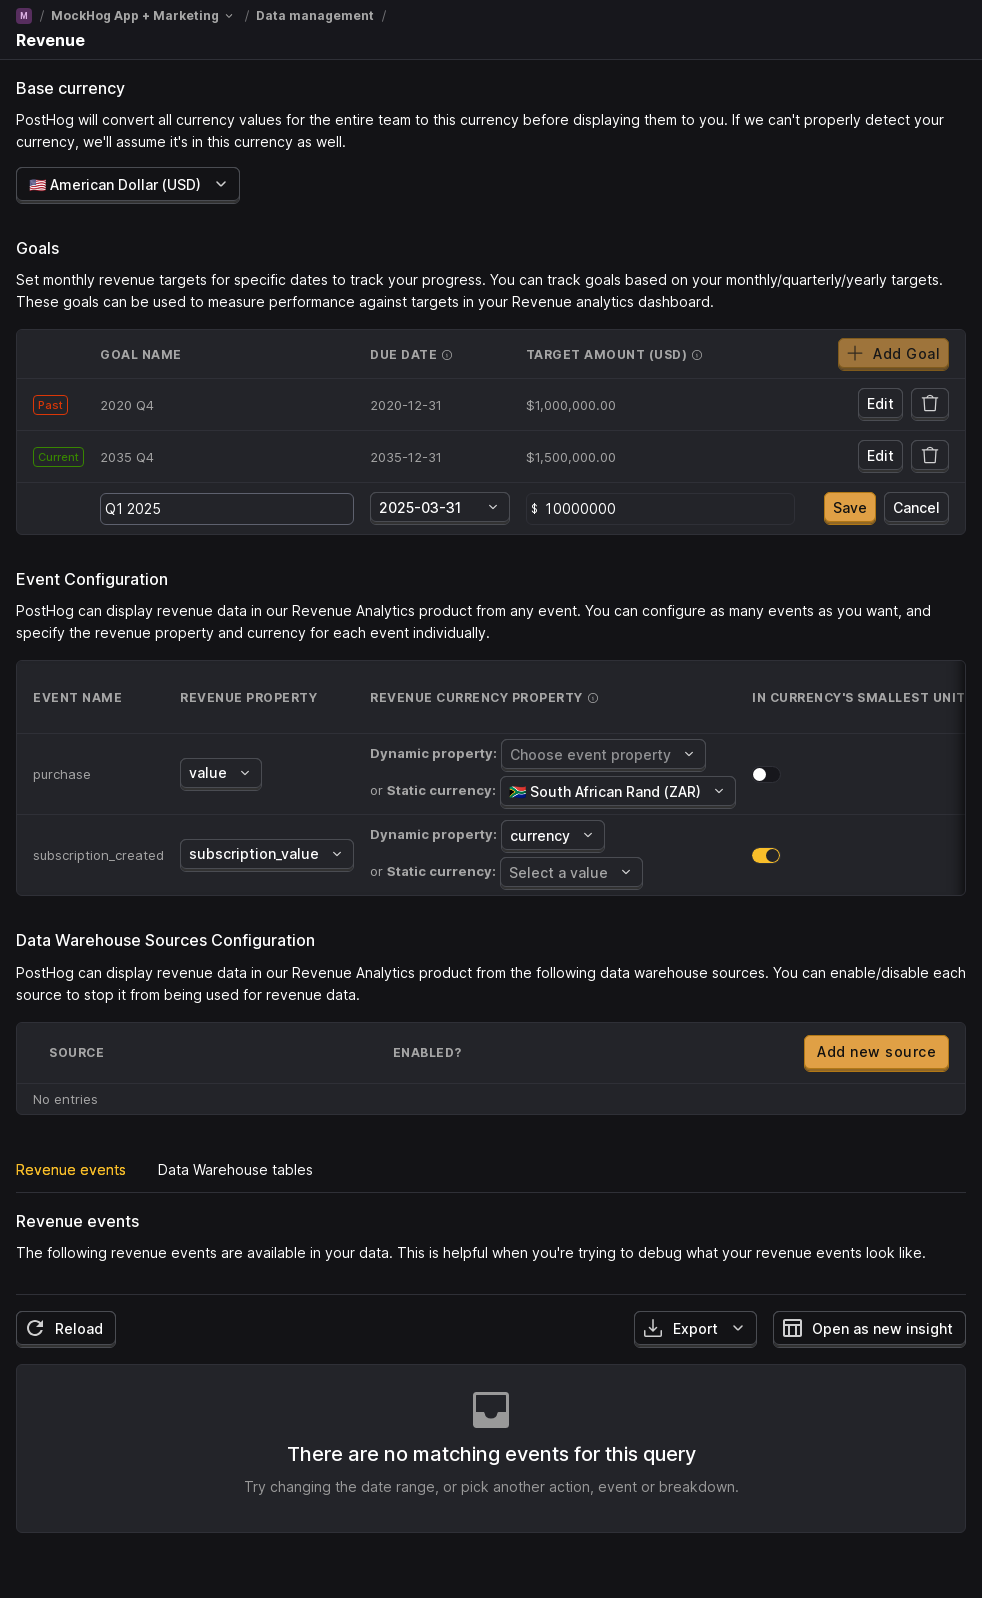 M / MockHog App + Marketing / Data management /
Revenue
Base currency
PostHog will convert all currency values for the entire team to this currency before displaying them to you. If we can't properly detect your
currency, we'll assume it's in this currency as well.
🇺🇸 American Dollar (USD)
Goals
Set monthly revenue targets for specific dates to track your progress. You can track goals based on your monthly/quarterly/yearly targets.
These goals can be used to measure performance against targets in your Revenue analytics dashboard.
GOAL NAME DUE DATE TARGET AMOUNT (USD) Add Goal
Past 2020 Q4 2020-12-31 $1,000,000.00 Edit
Current 2035 Q4 2035-12-31 $1,500,000.00 Edit
Q1 2025 2025-03-31 $ 10000000 Save Cancel
Event Configuration
PostHog can display revenue data in our Revenue Analytics product from any event. You can configure as many events as you want, and
specify the revenue property and currency for each event individually.
EVENT NAME REVENUE PROPERTY REVENUE CURRENCY PROPERTY IN CURRENCY'S SMALLEST UNIT
purchase value Dynamic property: Choose event property
or Static currency: 🇿🇦 South African Rand (ZAR)
subscription_created subscription_value Dynamic property: currency
or Static currency: Select a value
Data Warehouse Sources Configuration
PostHog can display revenue data in our Revenue Analytics product from the following data warehouse sources. You can enable/disable each
source to stop it from being used for revenue data.
SOURCE ENABLED? Add new source
No entries
Revenue events Data Warehouse tables
Revenue events
The following revenue events are available in your data. This is helpful when you're trying to debug what your revenue events look like.
Reload Export Open as new insight
There are no matching events for this query
Try changing the date range, or pick another action, event or breakdown.